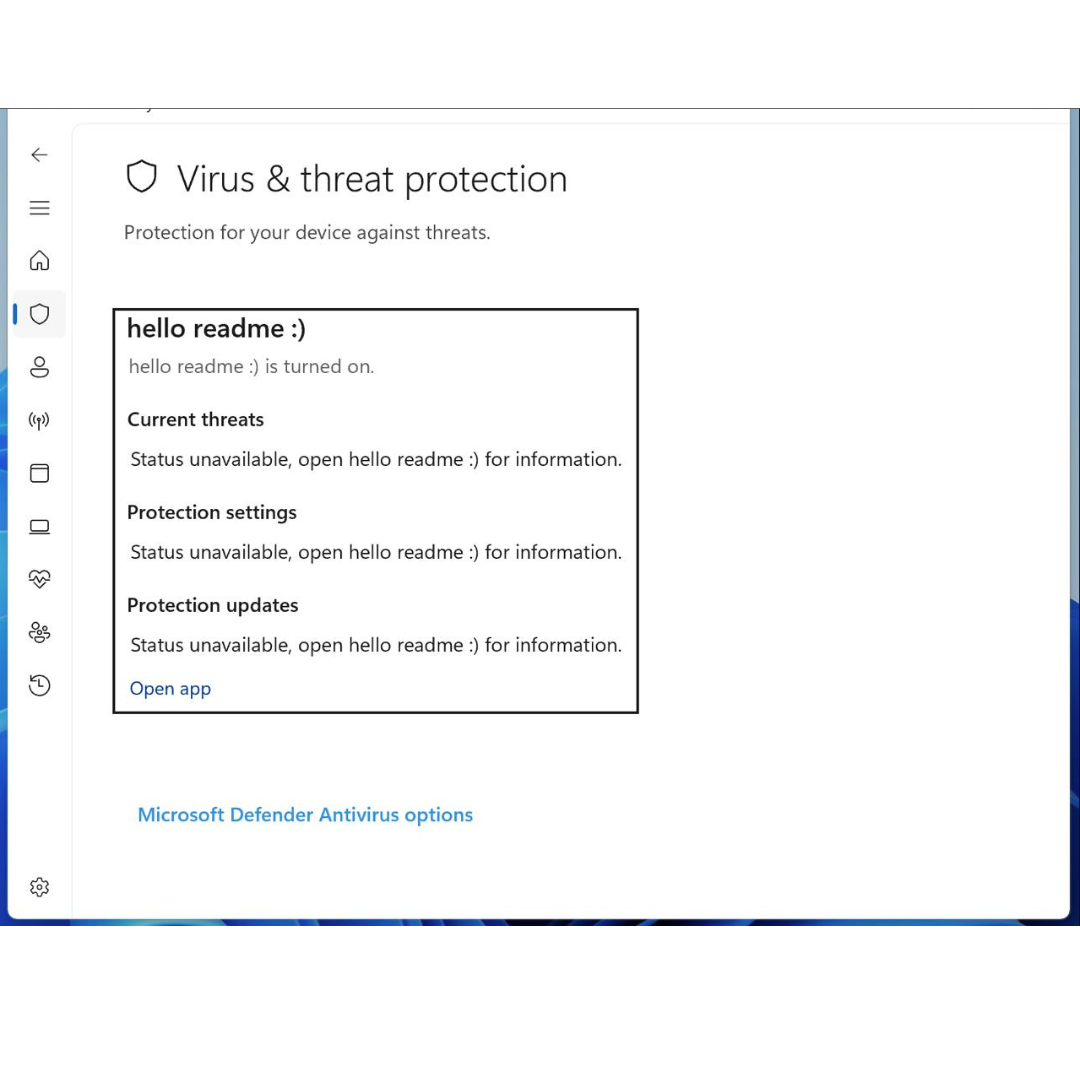 Virus & threat protection
Protection for your device against threats.
hello readme :)
hello readme :) is turned on.
Current threats
Status unavailable, open hello readme :) for information.
Protection settings
Status unavailable, open hello readme :) for information.
Protection updates
Status unavailable, open hello readme :) for information.
Open app
Microsoft Defender Antivirus options